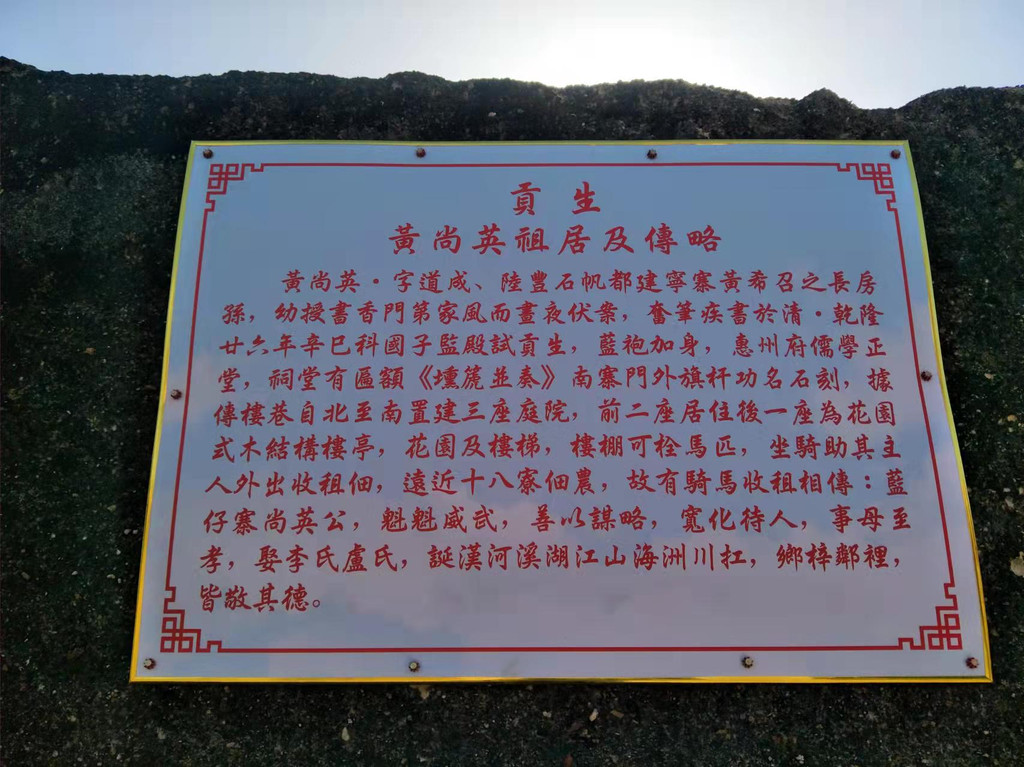 貢生
黃尚英祖居及傳略
黃尚英·字道成、陸豐石帆都建寧寨黃希召之長房
孫，幼授書香門第家風而晝夜伏案，奮筆疾書於清·乾隆
廿六年辛巳科國子監殿試貢生，藍袍加身，惠州府儒學正
堂，祠堂有匾額《壎篪並奏》南寨門外旗杆功名石刻，據
傳樓巷自北至南置建三座庭院，前二座居住後一座為花園
式木結構樓亭，花園及樓梯，樓棚可栓馬匹，坐騎助其主
人外出收租佃，遠近十八寮佃農，故有騎馬收租相傳：藍
仔寨尚英公，魁魁威武，善以謀略，寬化待人，事母至
孝，娶李氏盧氏，誕漢河溪湖江山海洲川扛，鄉梓鄰裡，
皆敬其德。